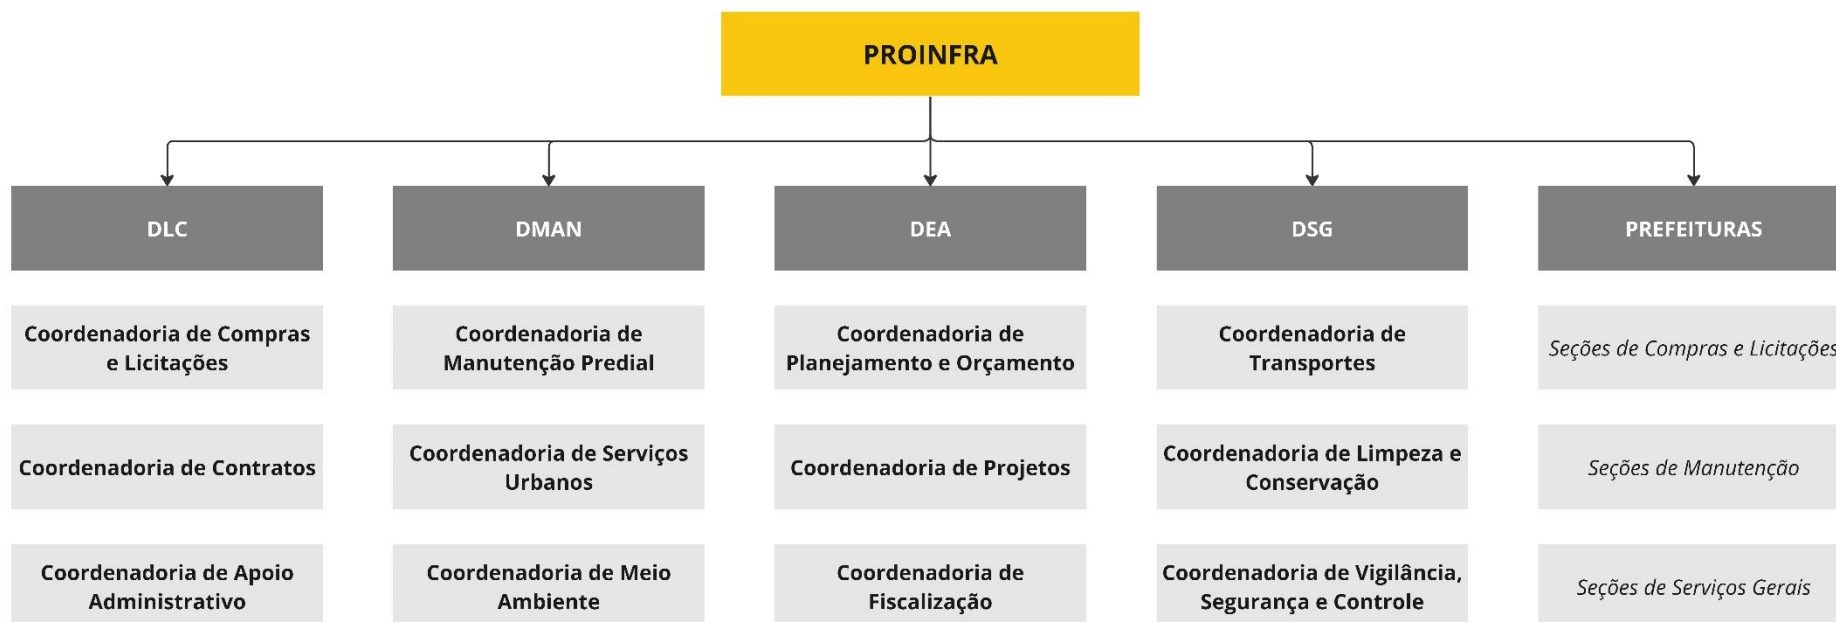 PROINFRA
DLC
DMAN
DEA
DSG
PREFEITURAS
Coordenadoria de Compras
e Licitações
Coordenadoria de
Manutenção Predial
Coordenadoria de
Planejamento e Orçamento
Coordenadoria de
Transportes
Seções de Compras e Licitações
Coordenadoria de Contratos
Coordenadoria de Serviços
Urbanos
Coordenadoria de Projetos
Coordenadoria de Limpeza e
Conservação
Seções de Manutenção
Coordenadoria de Apoio
Administrativo
Coordenadoria de Meio
Ambiente
Coordenadoria de
Fiscalização
Coordenadoria de Vigilância,
Segurança e Controle
Seções de Serviços Gerais